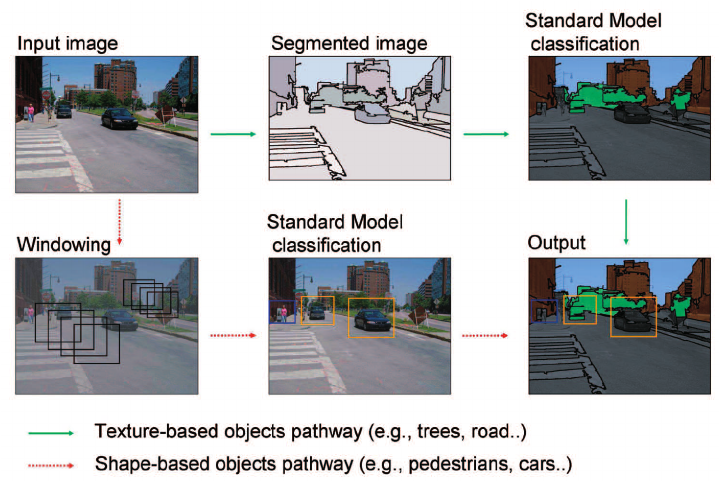 Input image
Segmented image
Standard Model
classification
Windowing
Standard Model
classification
Output
Texture-based objects pathway (e.g., trees, road..)
Shape-based objects pathway (e.g., pedestrians, cars..)